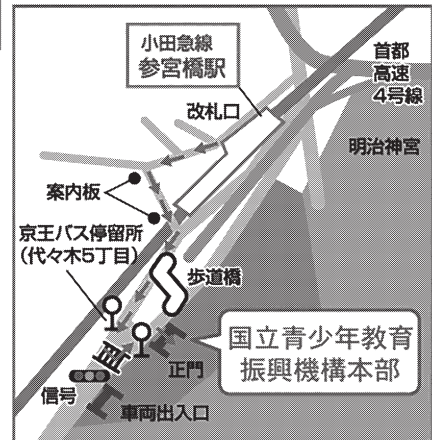 小田急線
参宮橋駅
首都
高速
4号線
改札口
明治神宮
案内板
京王バス停留所
(代々木5丁目)
歩道橋
国立青少年教育
振興機構本部
正門
信号
車両出入口